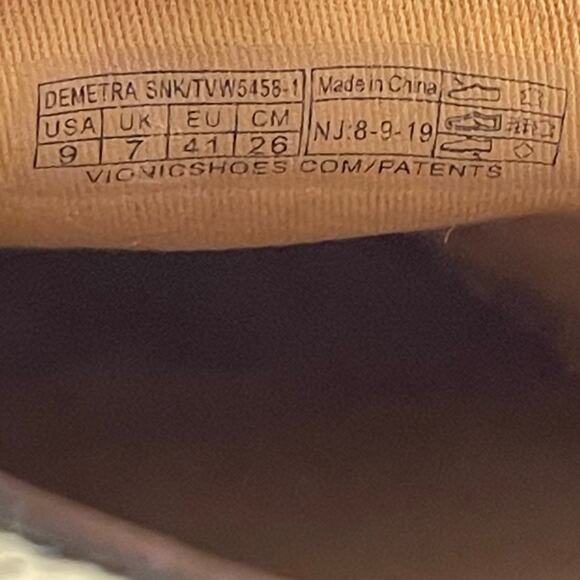 DEMETRA SNK/TVW5458-1
USA UK EU CM
9 7 41 26
Made in China
NJ:8-9-19
VIONICSHOES.COM/PATENTS